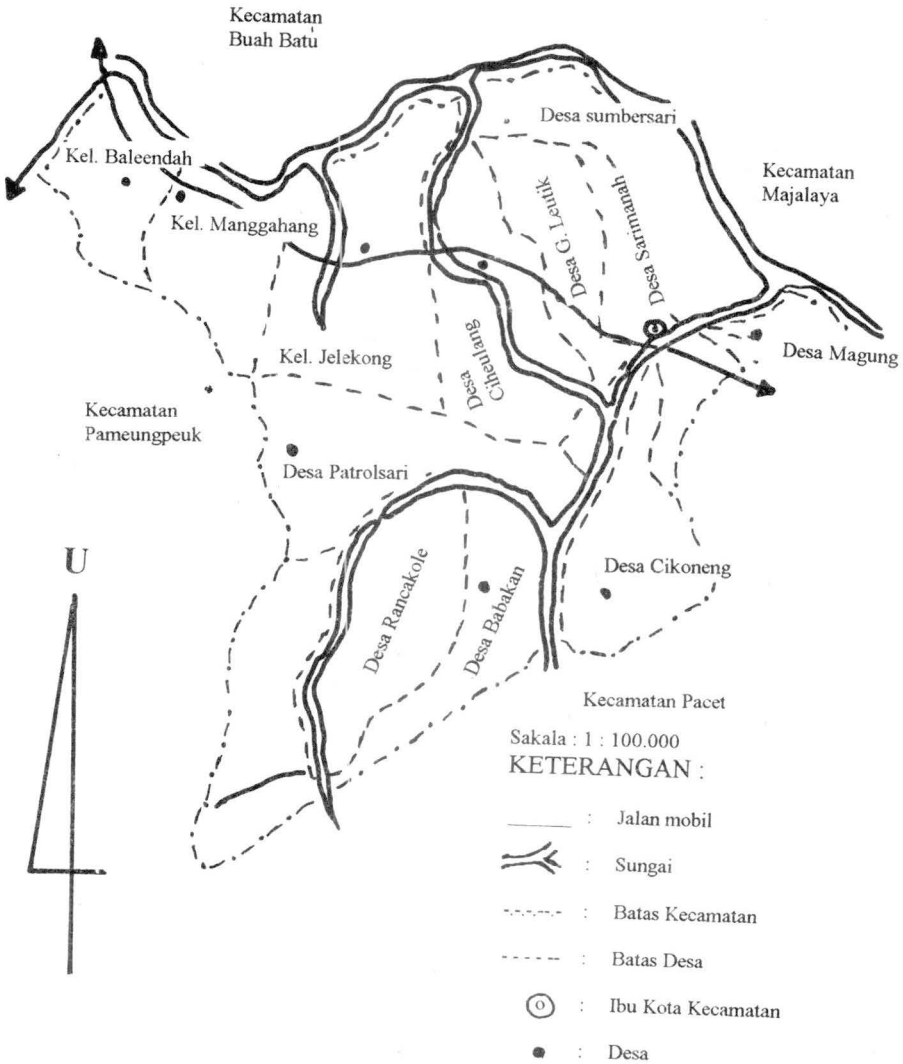 Kecamatan
Buah Batu
Desa sumbersari
Kel. Baleendah
Kecamatan
Majalaya
Kel. Manggahang
Desa G. Leutik
Desa Sarimanah
Kel. Jelekong
Desa
Ciheulang
Desa Magung
Kecamatan
Pameungpeuk
Desa Patrolsari
U
Desa Rancakole
Desa Babakan
Desa Cikoneng
Kecamatan Pacet
Sakala : 1 : 100.000
KETERANGAN :
: Jalan mobil
: Sungai
: Batas Kecamatan
: Batas Desa
: Ibu Kota Kecamatan
: Desa